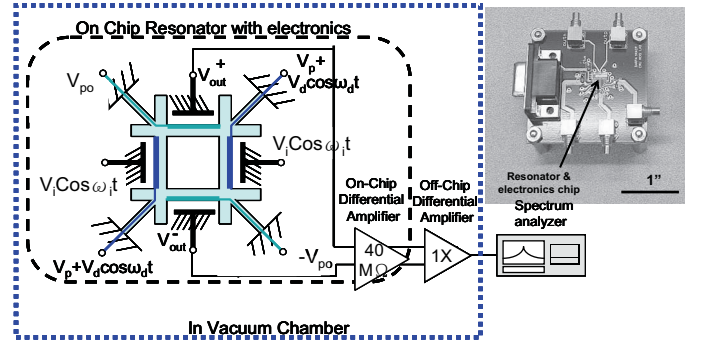 On Chip Resonator with electronics
Vpo
Vout+
Vp+
Vdcosωdt
ViCosωit
ViCosωit
On-Chip
Differential
Amplifier
Off-Chip
Differential
Amplifier
Resonator &
electronics chip
1”
Spectrum
analyzer
Vout-
Vp+Vdcosωdt
-Vpo
40
MΩ
1X
In Vacuum Chamber